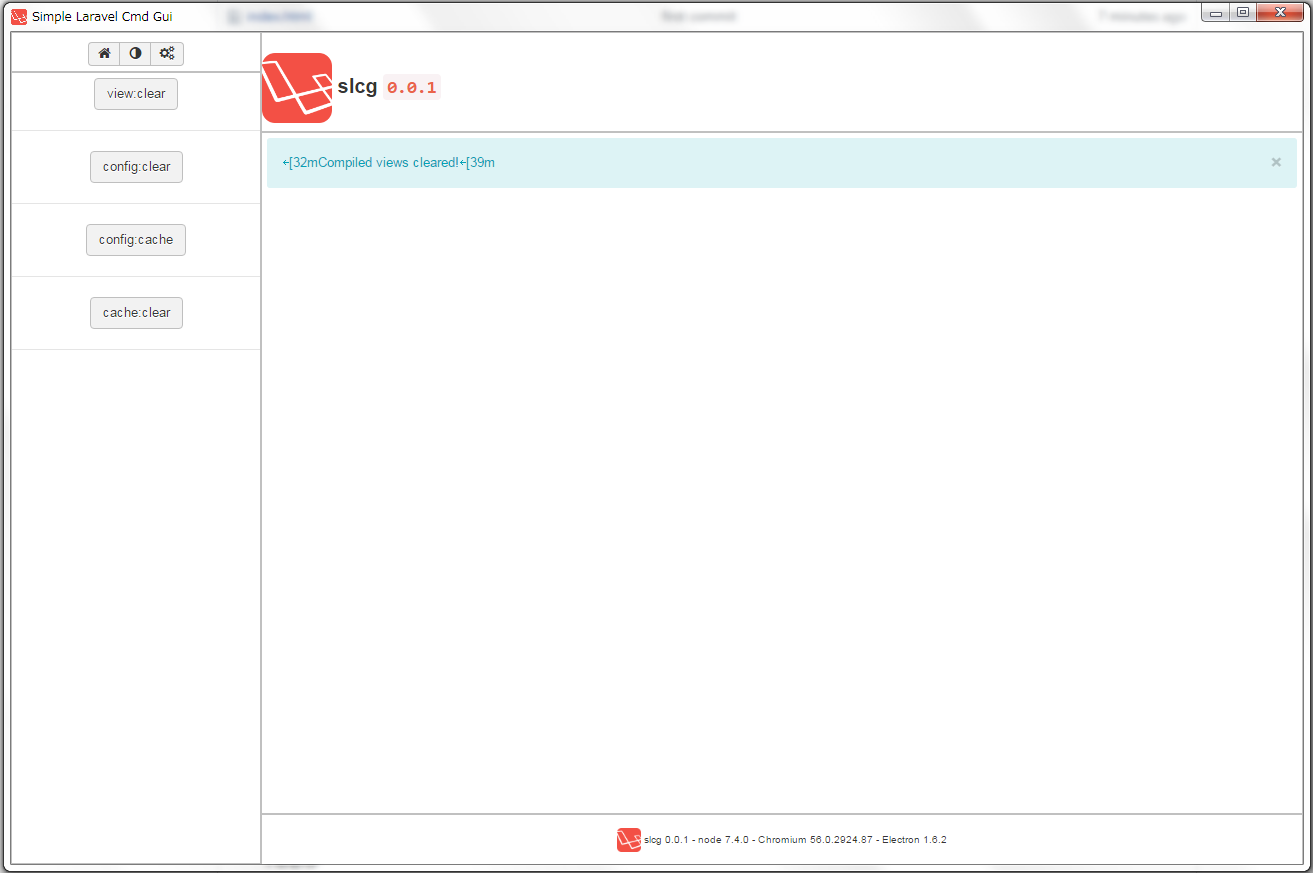 Simple Laravel Cmd Gui
view:clear
config:clear
config:cache
cache:clear
slcg 0.0.1
←[32mCompiled views cleared!←[39m ×
slcg 0.0.1 - node 7.4.0 - Chromium 56.0.2924.87 - Electron 1.6.2